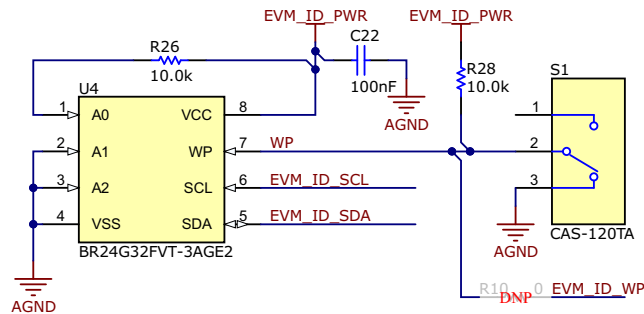 EVM_ID_PWR
EVM_ID_PWR
C22
100nF
AGND
R26
10.0k
R28
10.0k
S1
U4
1 A0 VCC 8
2 A1 WP 7 WP
3 A2 SCL 6 EVM_ID_SCL
4 VSS SDA 5 EVM_ID_SDA
BR24G32FVT-3AGE2
AGND
1
2
3
AGND
CAS-120TA
R10 0 EVM_ID_WP
DNP